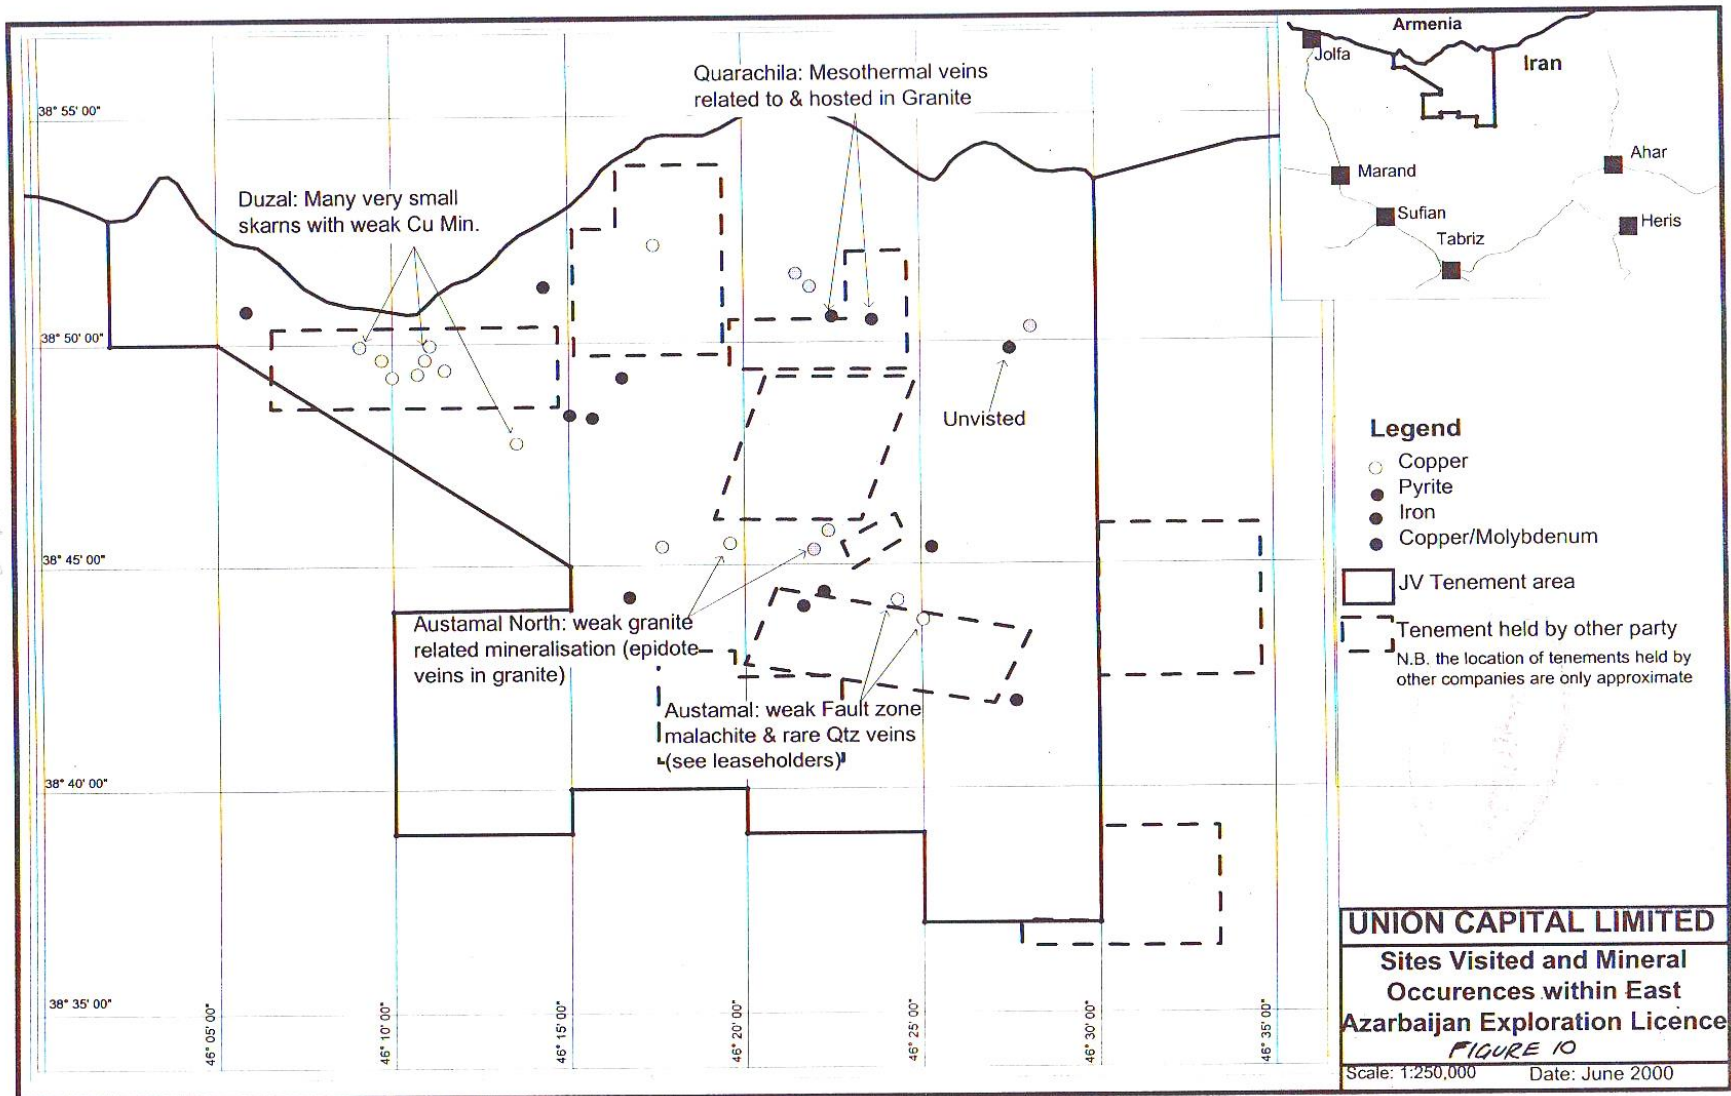 Armenia
Jolfa
Iran
Marand
Ahar
Sufian
Heris
Tabriz
Quarachila: Mesothermal veins
related to & hosted in Granite
38° 55' 00"
Duzal: Many very small
skarns with weak Cu Min.
38° 50' 00"
Unvisted
38° 45' 00"
Austamal North: weak granite
related mineralisation (epidote
veins in granite)
Austamal: weak Fault zone
malachite & rare Qtz veins
(see leaseholders)
38° 40' 00"
38° 35' 00"
46° 05' 00"
46° 10' 00"
46° 15' 00"
46° 20' 00"
46° 25' 00"
46° 30' 00"
46° 35' 00"
Legend
Copper
Pyrite
Iron
Copper/Molybdenum
JV Tenement area
Tenement held by other party
N.B. the location of tenements held by
other companies are only approximate
UNION CAPITAL LIMITED
Sites Visited and Mineral
Occurences within East
Azarbaijan Exploration Licence
FIGURE 10
Scale: 1:250,000 Date: June 2000